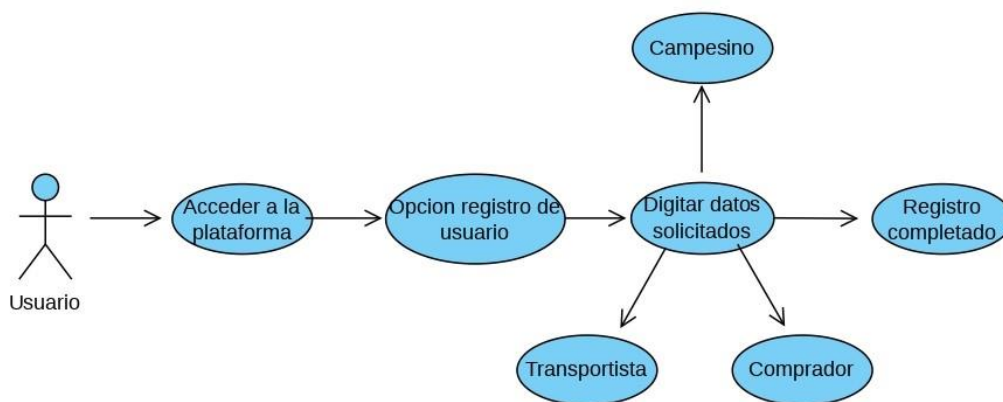 Campesino
Acceder a la
plataforma
Opcion registro de
usuario
Digitar datos
solicitados
Registro
completado
Usuario
Transportista
Comprador